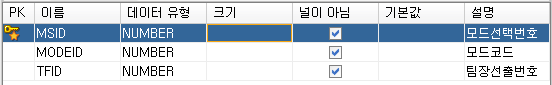 PK 이름 데이터 유형 크기 널이 아님 기본값 설명
MSID NUMBER 모드선택번호
MODEID NUMBER 모드코드
TFID NUMBER 팀장선출번호